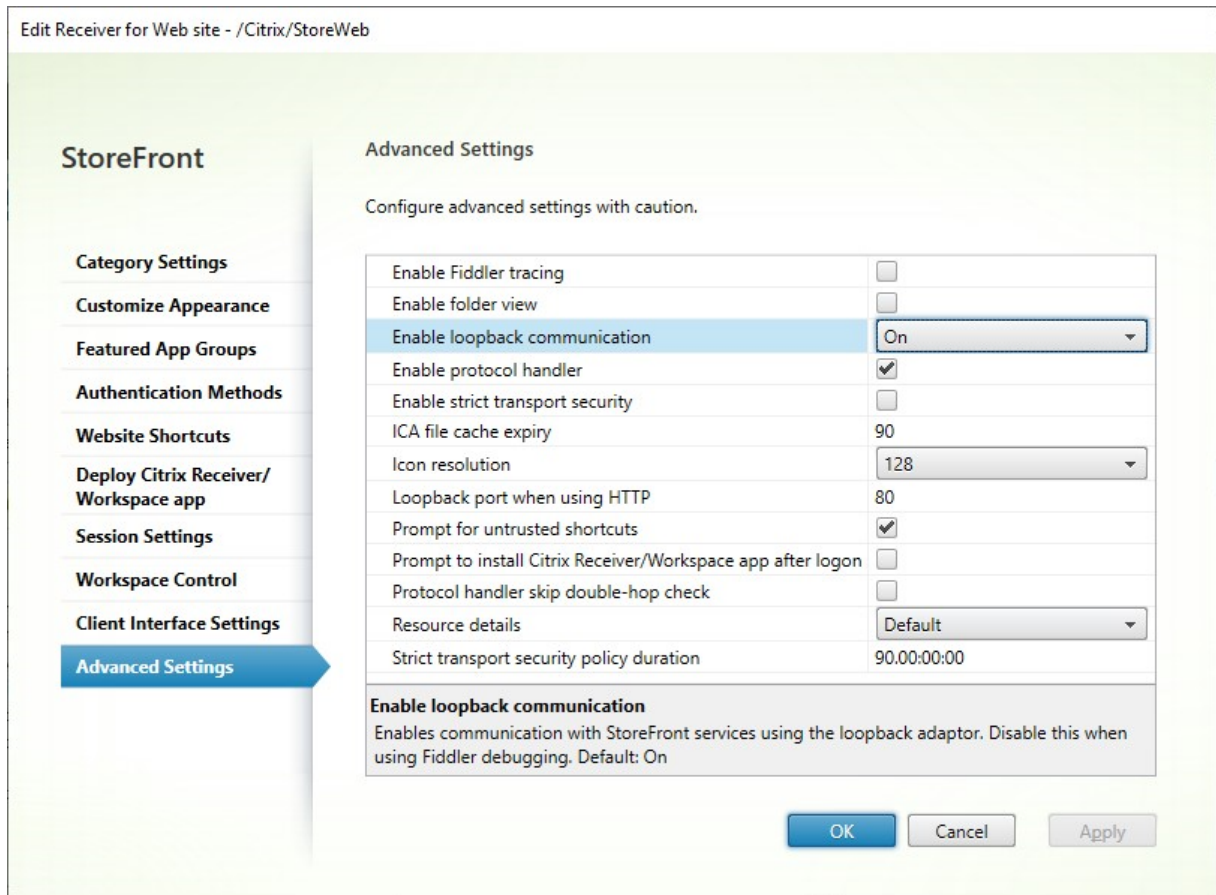 Edit Receiver for Web site - /Citrix/StoreWeb
StoreFront
Category Settings
Customize Appearance
Featured App Groups
Authentication Methods
Website Shortcuts
Deploy Citrix Receiver/
Workspace app
Session Settings
Workspace Control
Client Interface Settings
Advanced Settings
Advanced Settings
Configure advanced settings with caution.
Enable Fiddler tracing
Enable folder view
Enable loopback communication On
Enable protocol handler
Enable strict transport security
ICA file cache expiry 90
Icon resolution 128
Loopback port when using HTTP 80
Prompt for untrusted shortcuts
Prompt to install Citrix Receiver/Workspace app after logon
Protocol handler skip double-hop check
Resource details Default
Strict transport security policy duration 90.00:00:00
Enable loopback communication
Enables communication with StoreFront services using the loopback adaptor. Disable this when
using Fiddler debugging. Default: On
OK Cancel Apply